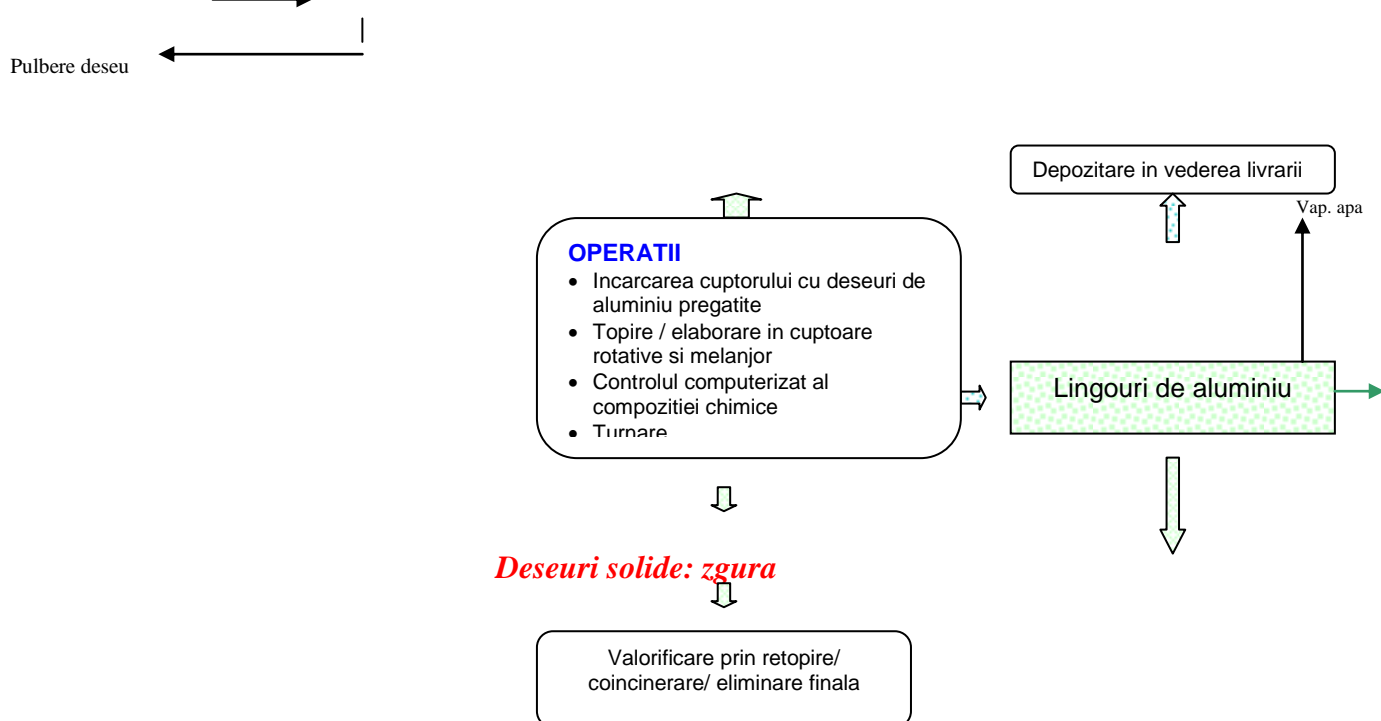 Pulbere deseu
Depozitare in vederea livrarii
Vap. apa
OPERATII
• Incarcarea cuptorului cu deseuri de
aluminiu pregatite
• Topire / elaborare in cuptoare
rotative si melanjor
• Controlul computerizat al
compozitiei chimice
• Turnare
Lingouri de aluminiu
Deseuri solide: zgura
Valorificare prin retopire/
coincinerare/ eliminare finala